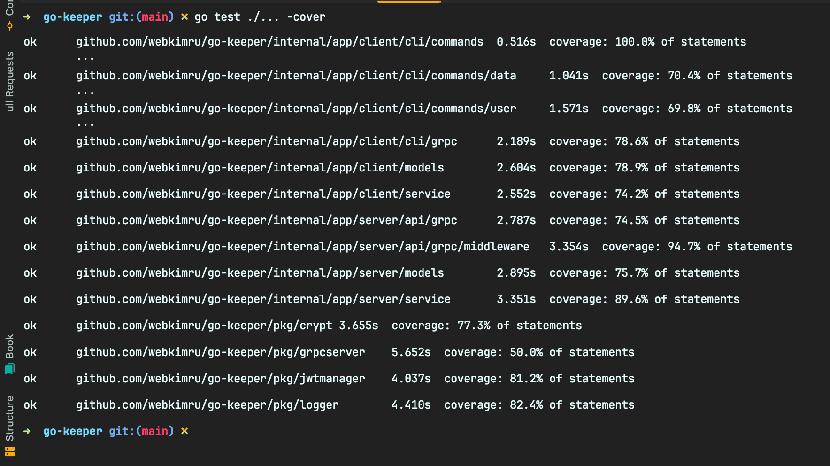 ➜  go-keeper git:(main) ✗ go test ./... -cover
ok      github.com/webkimru/go-keeper/internal/app/client/cli/commands  0.516s  coverage: 100.0% of statements
        ...
ok      github.com/webkimru/go-keeper/internal/app/client/cli/commands/data     1.041s  coverage: 70.4% of statements
        ...
ok      github.com/webkimru/go-keeper/internal/app/client/cli/commands/user     1.571s  coverage: 69.8% of statements
        ...
ok      github.com/webkimru/go-keeper/internal/app/client/cli/grpc      2.189s  coverage: 78.6% of statements
ok      github.com/webkimru/go-keeper/internal/app/client/models        2.604s  coverage: 78.9% of statements
ok      github.com/webkimru/go-keeper/internal/app/client/service       2.552s  coverage: 74.2% of statements
ok      github.com/webkimru/go-keeper/internal/app/server/api/grpc      2.787s  coverage: 74.5% of statements
ok      github.com/webkimru/go-keeper/internal/app/server/api/grpc/middleware   3.354s  coverage: 94.7% of statements
ok      github.com/webkimru/go-keeper/internal/app/server/models        2.895s  coverage: 75.7% of statements
ok      github.com/webkimru/go-keeper/internal/app/server/service       3.351s  coverage: 89.6% of statements
ok      github.com/webkimru/go-keeper/pkg/crypt 3.655s  coverage: 77.3% of statements
ok      github.com/webkimru/go-keeper/pkg/grpcserver    5.652s  coverage: 50.0% of statements
ok      github.com/webkimru/go-keeper/pkg/jwtmanager    4.037s  coverage: 81.2% of statements
ok      github.com/webkimru/go-keeper/pkg/logger        4.410s  coverage: 82.4% of statements
➜  go-keeper git:(main) ✗
Co
ull Requests
Book
Structure